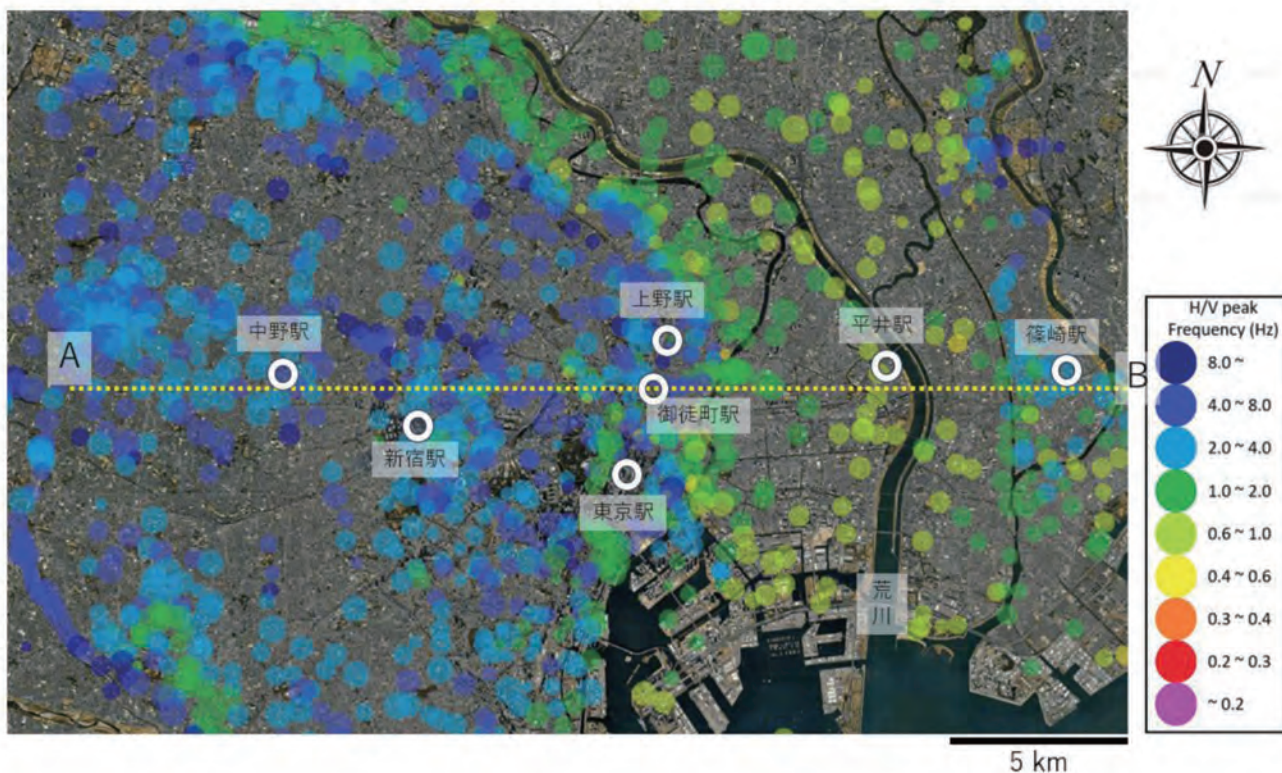 N
上野駅
平井駅
中野駅
篠崎駅
A
B
御徒町駅
新宿駅
東京駅
荒
川
H/V peak
Frequency (Hz)
8.0 ~
4.0 ~ 8.0
2.0 ~ 4.0
1.0 ~ 2.0
0.6 ~ 1.0
0.4 ~ 0.6
0.3 ~ 0.4
0.2 ~ 0.3
~ 0.2
5 km